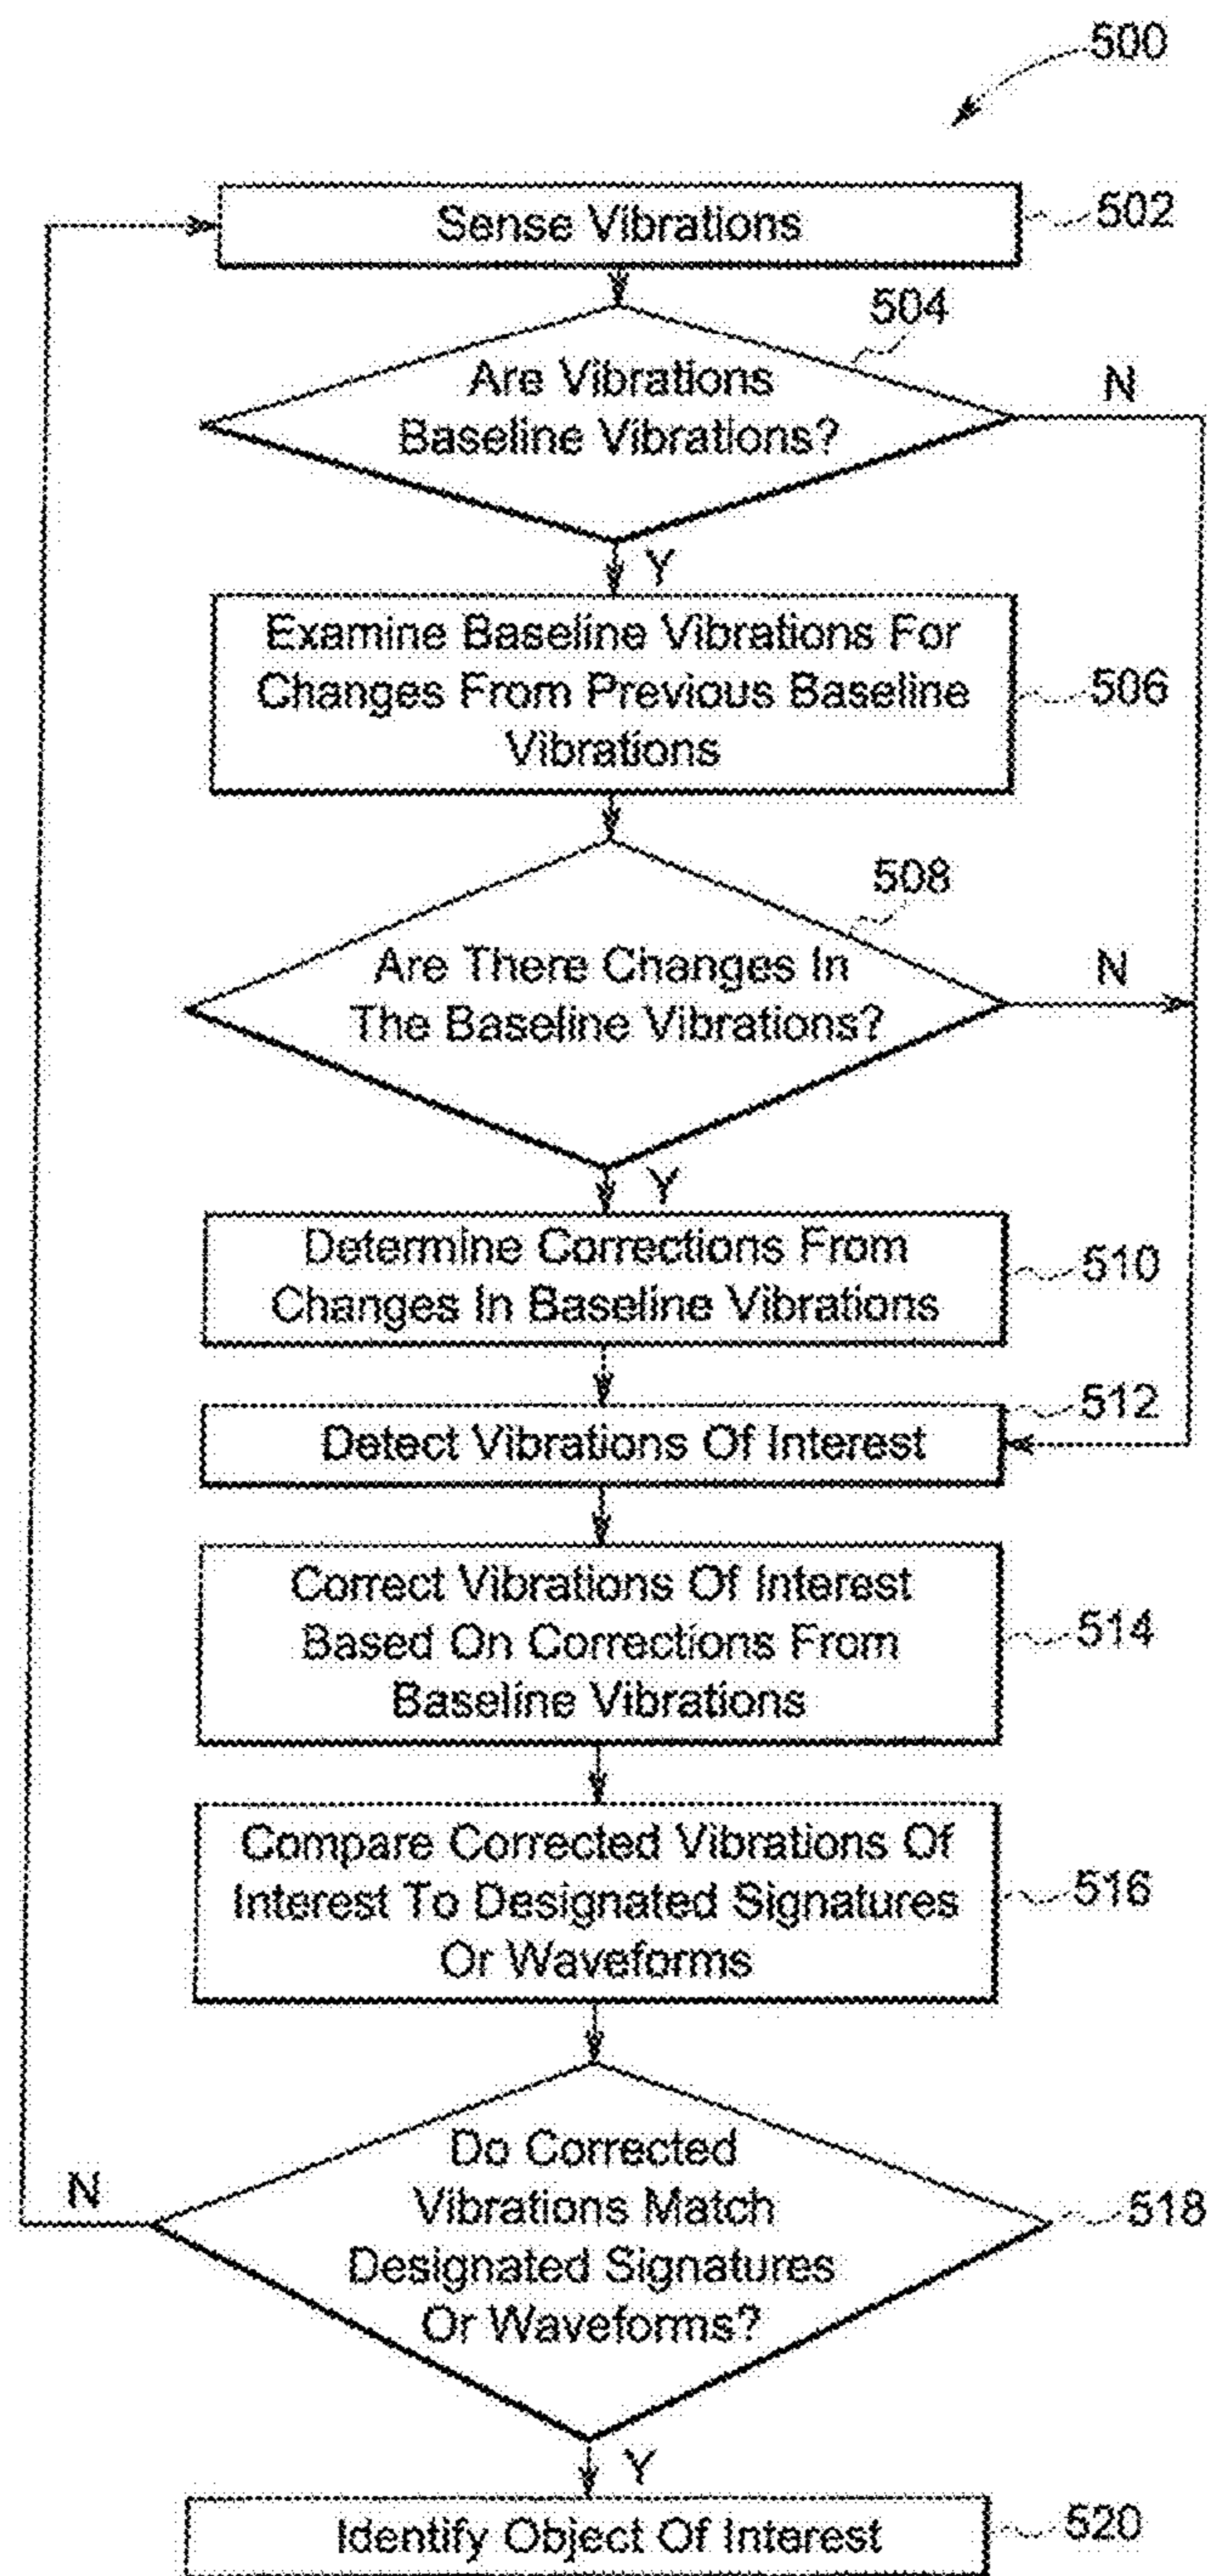 500
Sense Vibrations
502
504
Are Vibrations
Baseline Vibrations?
N
Y
Examine Baseline Vibrations For
Changes From Previous Baseline
Vibrations
506
508
Are There Changes In
The Baseline Vibrations?
N
Y
Determine Corrections From
Changes In Baseline Vibrations
510
512
Detect Vibrations Of Interest
Correct Vibrations Of Interest
Based On Corrections From
Baseline Vibrations
514
Compare Corrected Vibrations Of
Interest To Designated Signatures
Or Waveforms
516
Do Corrected
Vibrations Match
Designated Signatures
Or Waveforms?
N
518
Y
Identify Object Of Interest
520